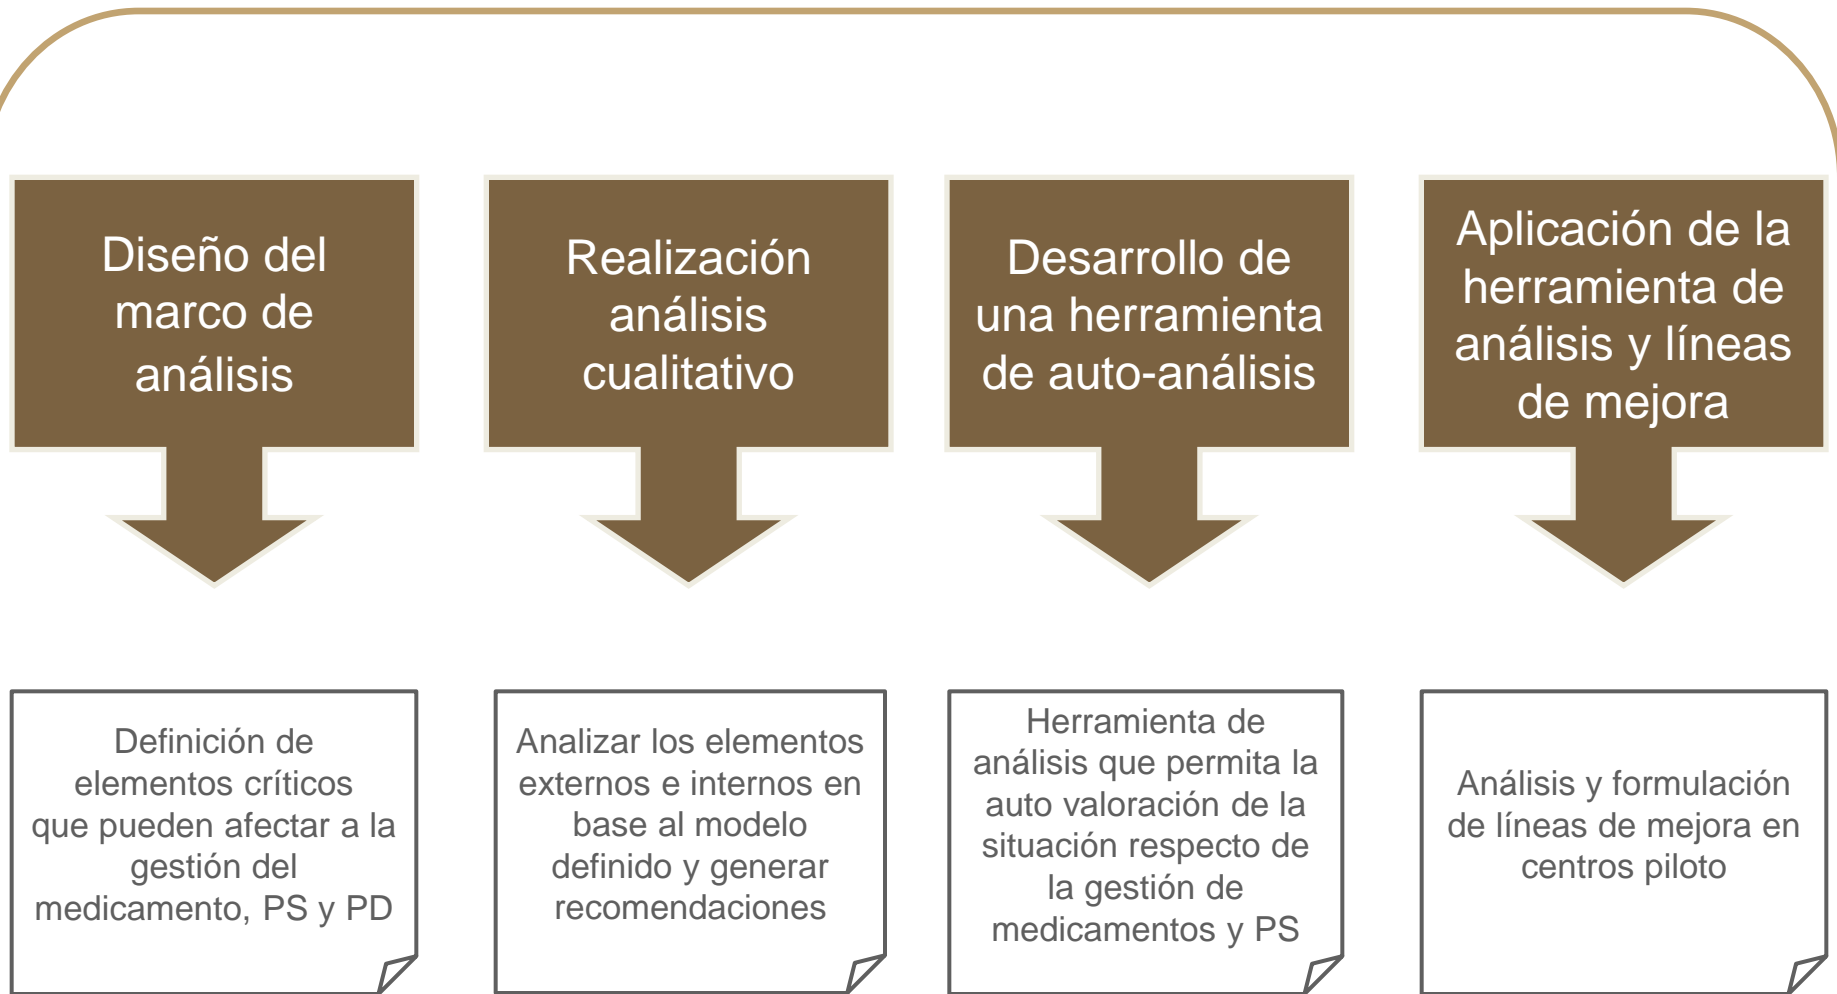 Diseño del
marco de
análisis
Realización
análisis
cualitativo
Desarrollo de
una herramienta
de auto-análisis
Aplicación de la
herramienta de
análisis y líneas
de mejora
Definición de
elementos críticos
que pueden afectar a la
gestión del
medicamento, PS y PD
Analizar los elementos
externos e internos en
base al modelo
definido y generar
recomendaciones
Herramienta de
análisis que permita la
auto valoración de la
situación respecto de
la gestión de
medicamentos y PS
Análisis y formulación
de líneas de mejora en
centros piloto